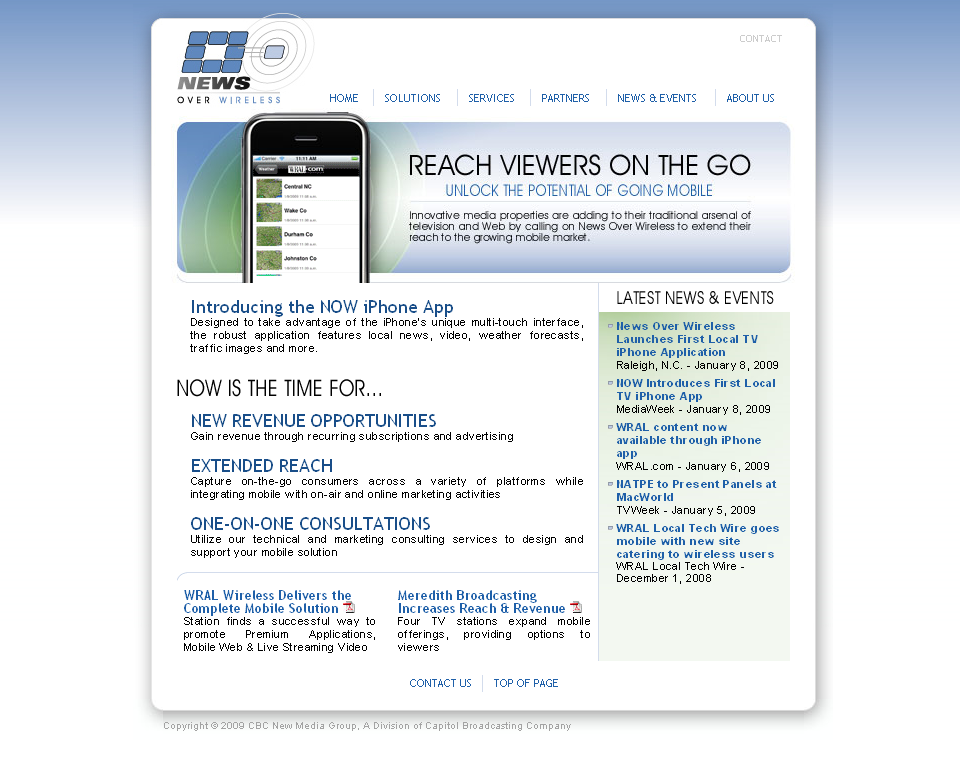 CONTACT
NEWS
OVER WIRELESS
HOME
SOLUTIONS
SERVICES
PARTNERS
NEWS & EVENTS
ABOUT US
Carrier
11:11 AM
Weather
WRAL.com
Central NC
Wake Co
Durham Co
Johnston Co
REACH VIEWERS ON THE GO
UNLOCK THE POTENTIAL OF GOING MOBILE
Innovative media properties are adding to their traditional arsenal of
television and Web by calling on News Over Wireless to extend their
reach to the growing mobile market.
Introducing the NOW iPhone App
Designed to take advantage of the iPhone's unique multi-touch interface,
the robust application features local news, video, weather forecasts,
traffic images and more.
NOW IS THE TIME FOR...
NEW REVENUE OPPORTUNITIES
Gain revenue through recurring subscriptions and advertising
EXTENDED REACH
Capture on-the-go consumers across a variety of platforms while
integrating mobile with on-air and online marketing activities
ONE-ON-ONE CONSULTATIONS
Utilize our technical and marketing consulting services to design and
support your mobile solution
WRAL Wireless Delivers the
Complete Mobile Solution
Station finds a successful way to
promote Premium Applications,
Mobile Web & Live Streaming Video
Meredith Broadcasting
Increases Reach & Revenue
Four TV stations expand mobile
offerings, providing options to
viewers
LATEST NEWS & EVENTS
News Over Wireless
Launches First Local TV
iPhone Application
Raleigh, N.C. - January 8, 2009
NOW Introduces First Local
TV iPhone App
MediaWeek - January 8, 2009
WRAL content now
available through iPhone
app
WRAL.com - January 6, 2009
NATPE to Present Panels at
MacWorld
TVWeek - January 5, 2009
WRAL Local Tech Wire goes
mobile with new site
catering to wireless users
WRAL Local Tech Wire -
December 1, 2008
CONTACT US
TOP OF PAGE
Copyright © 2009 CBC New Media Group, A Division of Capitol Broadcasting Company